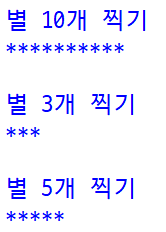 별 10개 찍기
**********
별 3개 찍기
***
별 5개 찍기
*****